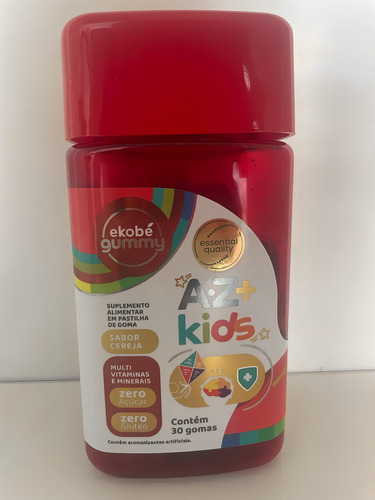 ekobé
gummy
essential
quality
A-Z+
kids
SUPLEMENTO
ALIMENTAR
EM PASTILHA
DE GOMA
SABOR
CEREJA
MULTI
VITAMINAS
E MINERAIS
zero
Açúcar
zero
Glúten
Contém
30 gomas
Contém aromatizantes artificiais.